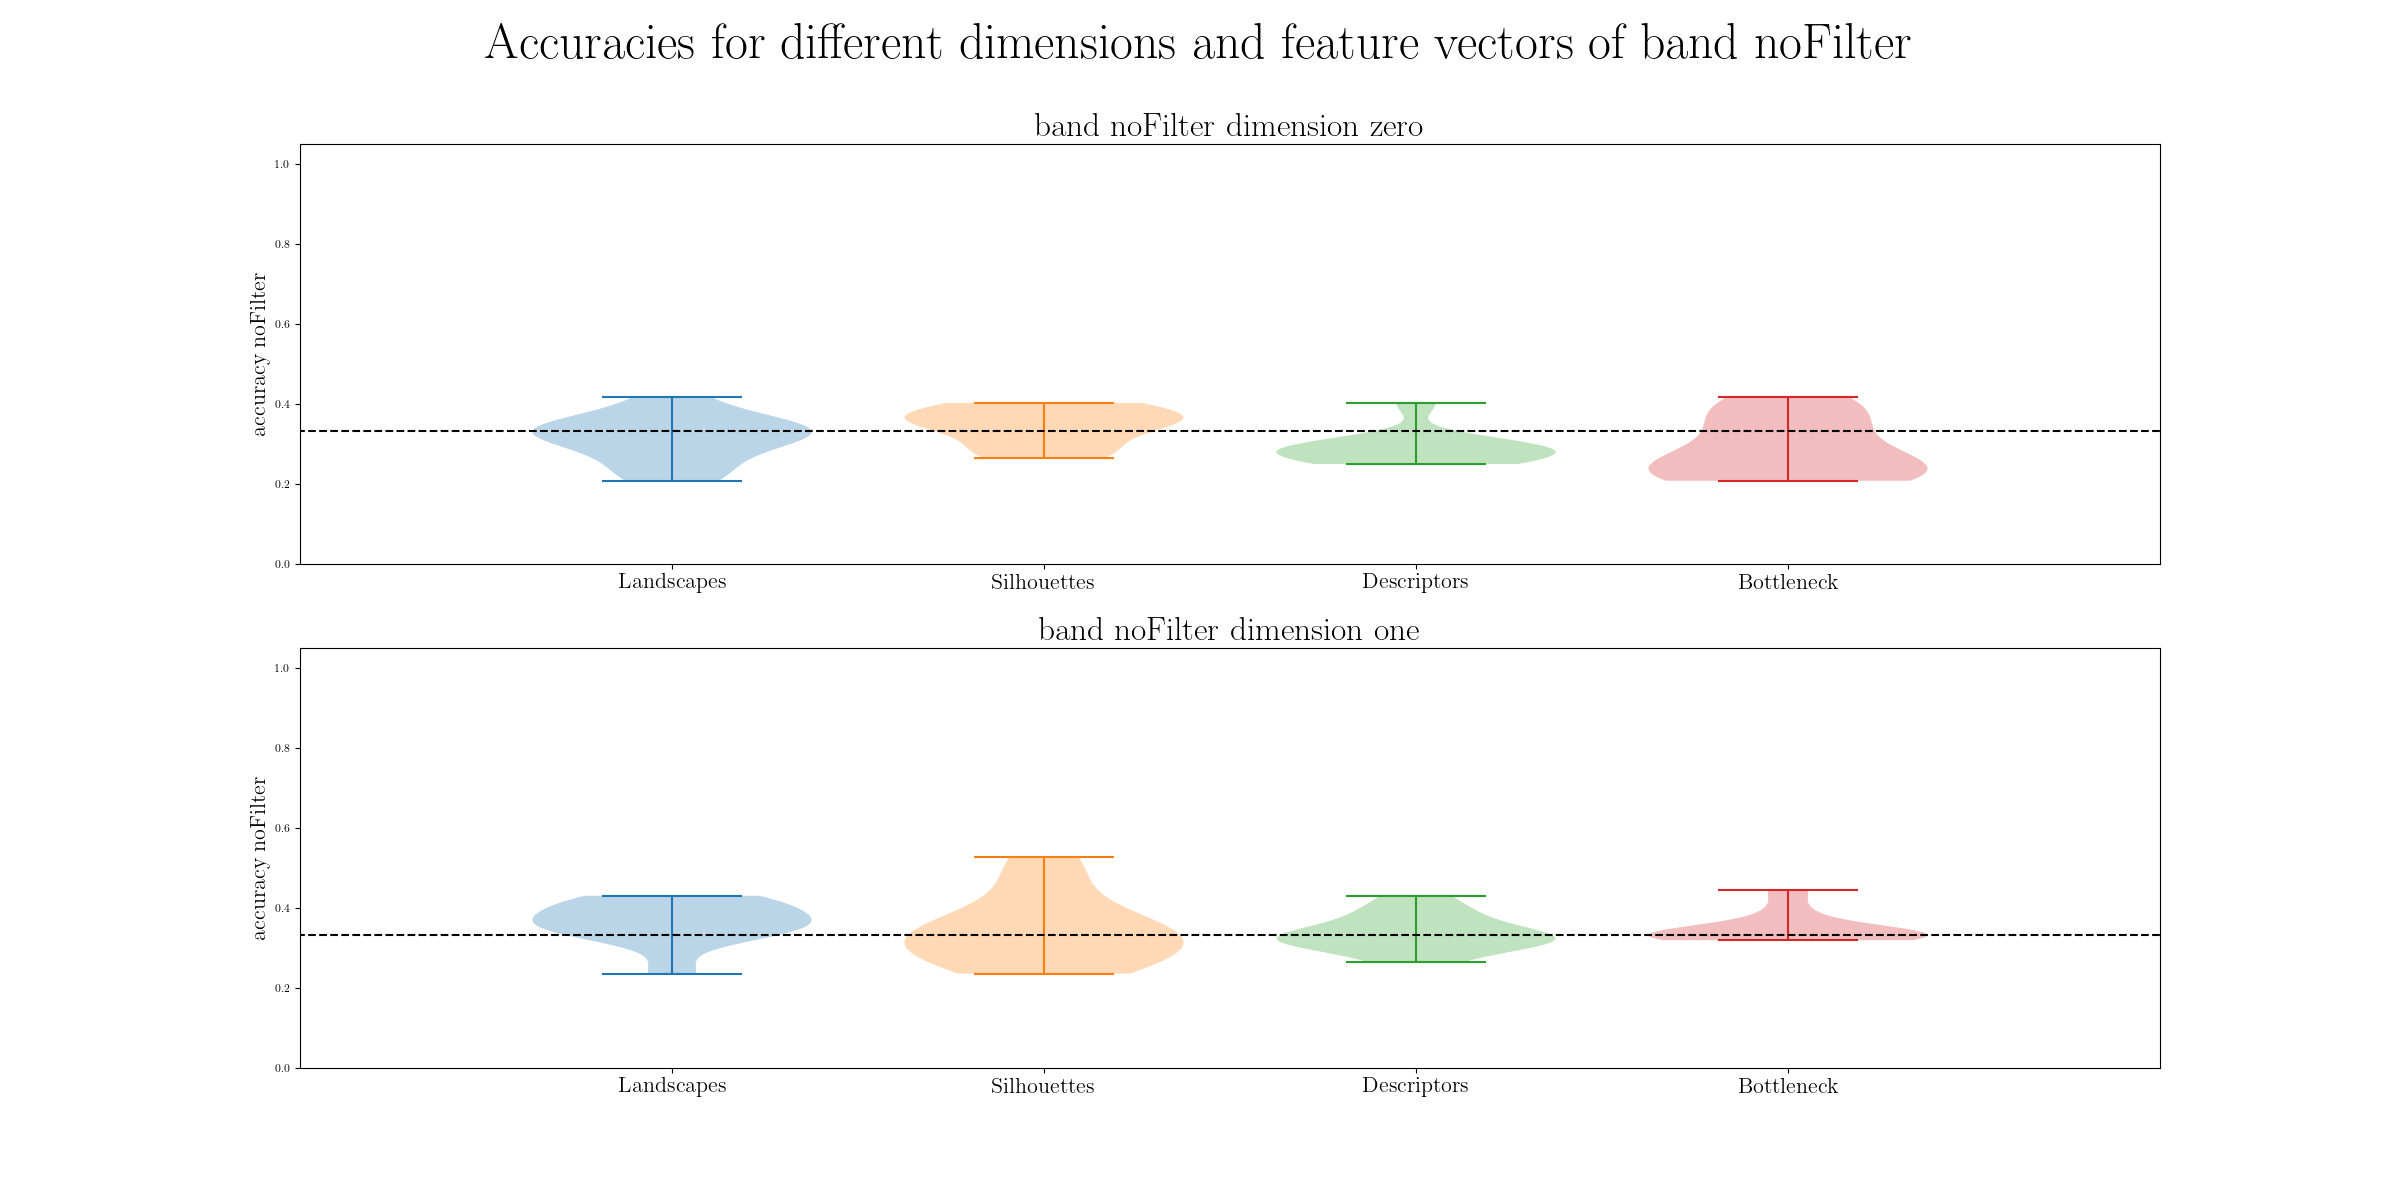 Accuracies for different dimensions and feature vectors of band noFilter
band noFilter dimension zero
accuracy noFilter
1.0
0.8
0.6
0.4
0.2
0.0
Landscapes Silhouettes Descriptors Bottleneck
band noFilter dimension one
accuracy noFilter
1.0
0.8
0.6
0.4
0.2
0.0
Landscapes Silhouettes Descriptors Bottleneck